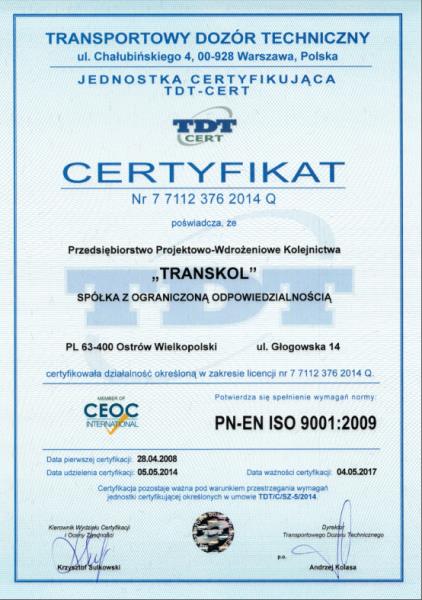 TRANSPORTOWY DOZÓR TECHNICZNY
ul. Chałubińskiego 4, 00-928 Warszawa, Polska
JEDNOSTKA CERTYFIKUJĄCA
TDT-CERT
TDT
CERT
CERTYFIKAT
Nr 7 7112 376 2014 Q
poświadcza, że
Przedsiębiorstwo Projektowo-Wdrożeniowe Kolejnictwa
„TRANSKOL”
SPÓŁKA Z OGRANICZONĄ ODPOWIEDZIALNOŚCIĄ
TDT
PL 63-400 Ostrów Wielkopolski ul. Głogowska 14
certyfikowała działalność określoną w zakresie licencji nr 7 7112 376 2014 Q.
MEMBER OF
CEOC
INTERNATIONAL
Potwierdza się spełnienie wymagań normy:
PN-EN ISO 9001:2009
Data pierwszej certyfikacji: 28.04.2008
Data udzielenia certyfikacji: 05.05.2014 Data ważności certyfikacji: 04.05.2017
Certyfikacja pozostaje ważna pod warunkiem przestrzegania wymagań
jednostki certyfikującej określonych w umowie TDT/C/SZ-5/2014.
Kierownik Wydziału Certyfikacji
i Oceny Zgodności
Krzysztof Sutkowski
Dyrektor
Transportowego Dozoru Technicznego
p.o.
Andrzej Kolasa